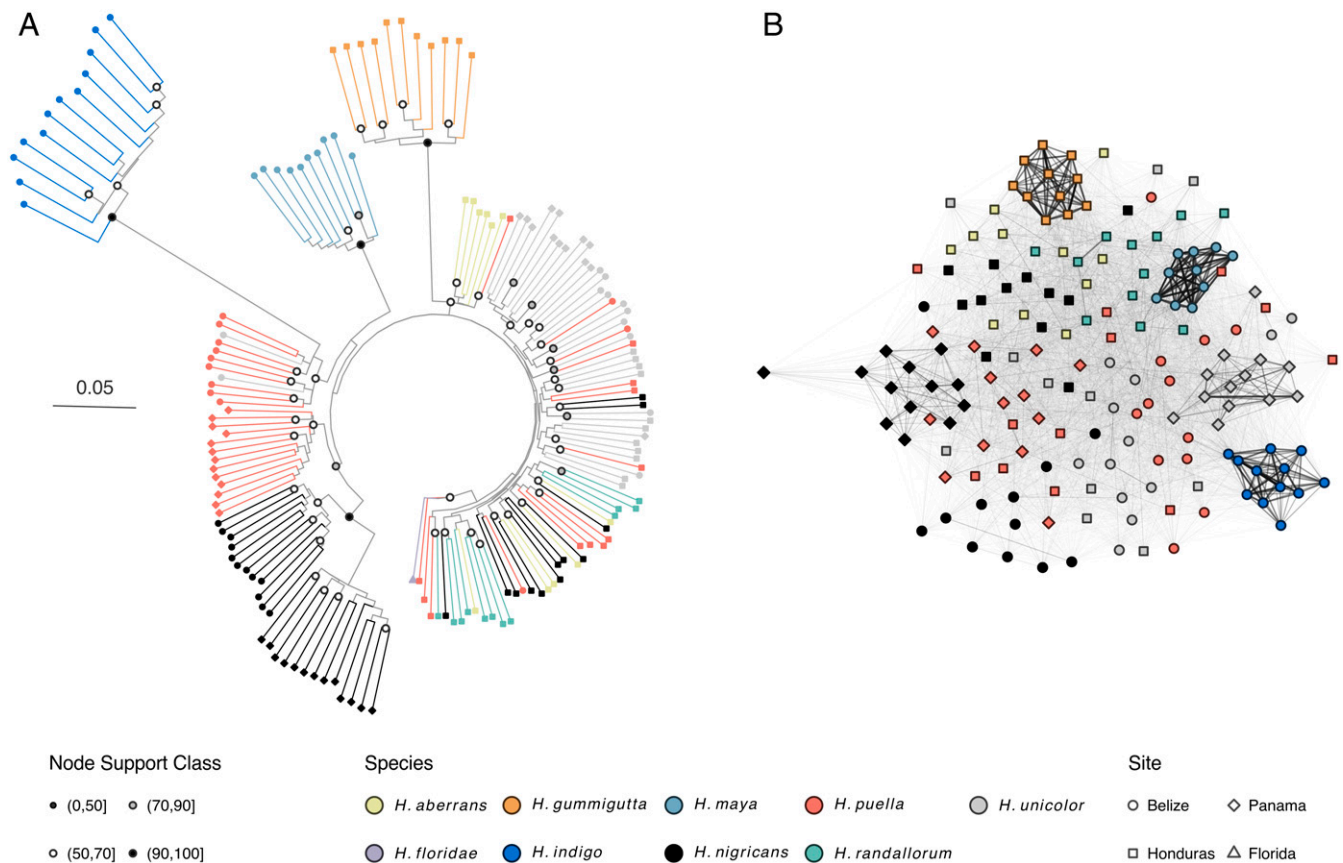 A
B
0.05
Node Support Class
(0,50]
(70,90]
(50,70]
(90,100]
Species
H. aberrans
H. gummigutta
H. maya
H. puella
H. unicolor
H. floridae
H. indigo
H. nigricans
H. randallorum
Site
Belize
Panama
Honduras
Florida